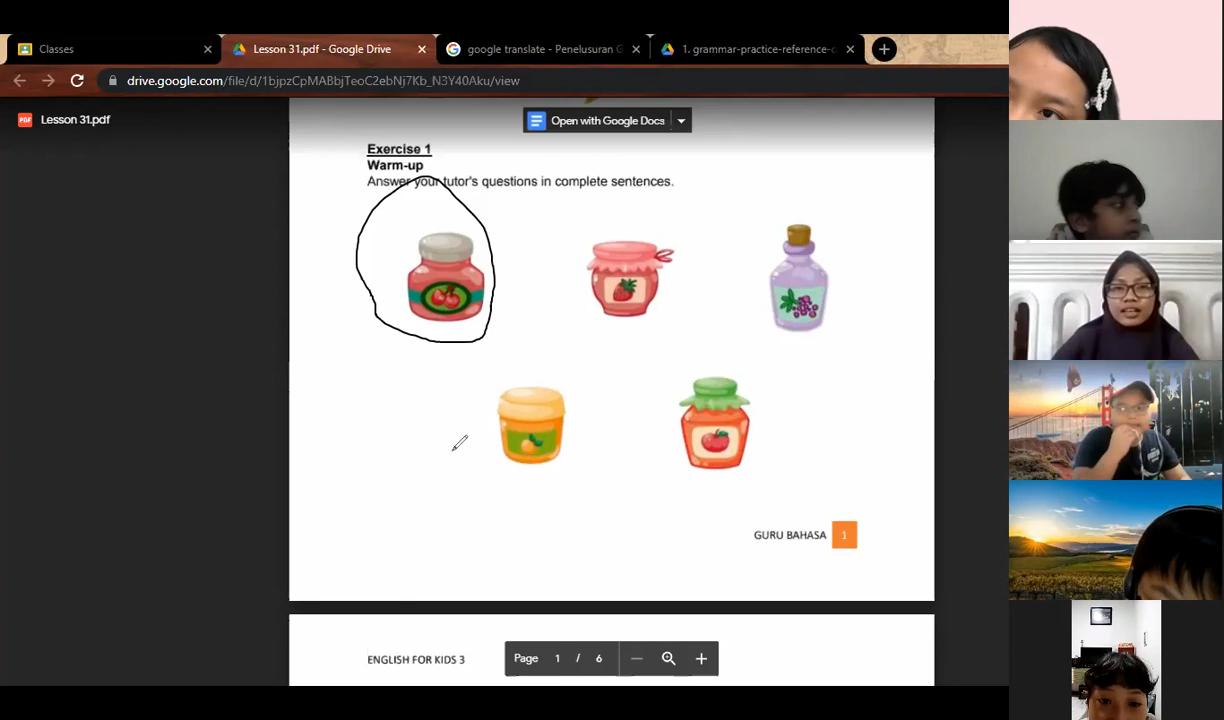 Classes
Lesson 31.pdf - Google Drive
google translate - Penelusuran G
1. grammar-practice-reference-
drive.google.com/file/d/1bjpzCpMABbjTeoC2ebNj7Kb_N3Y40Aku/view
Lesson 31.pdf
Open with Google Docs
Exercise 1
Warm-up
Answer your tutor's questions in complete sentences.
GURU BAHASA 1
ENGLISH FOR KIDS 3
Page 1 / 6